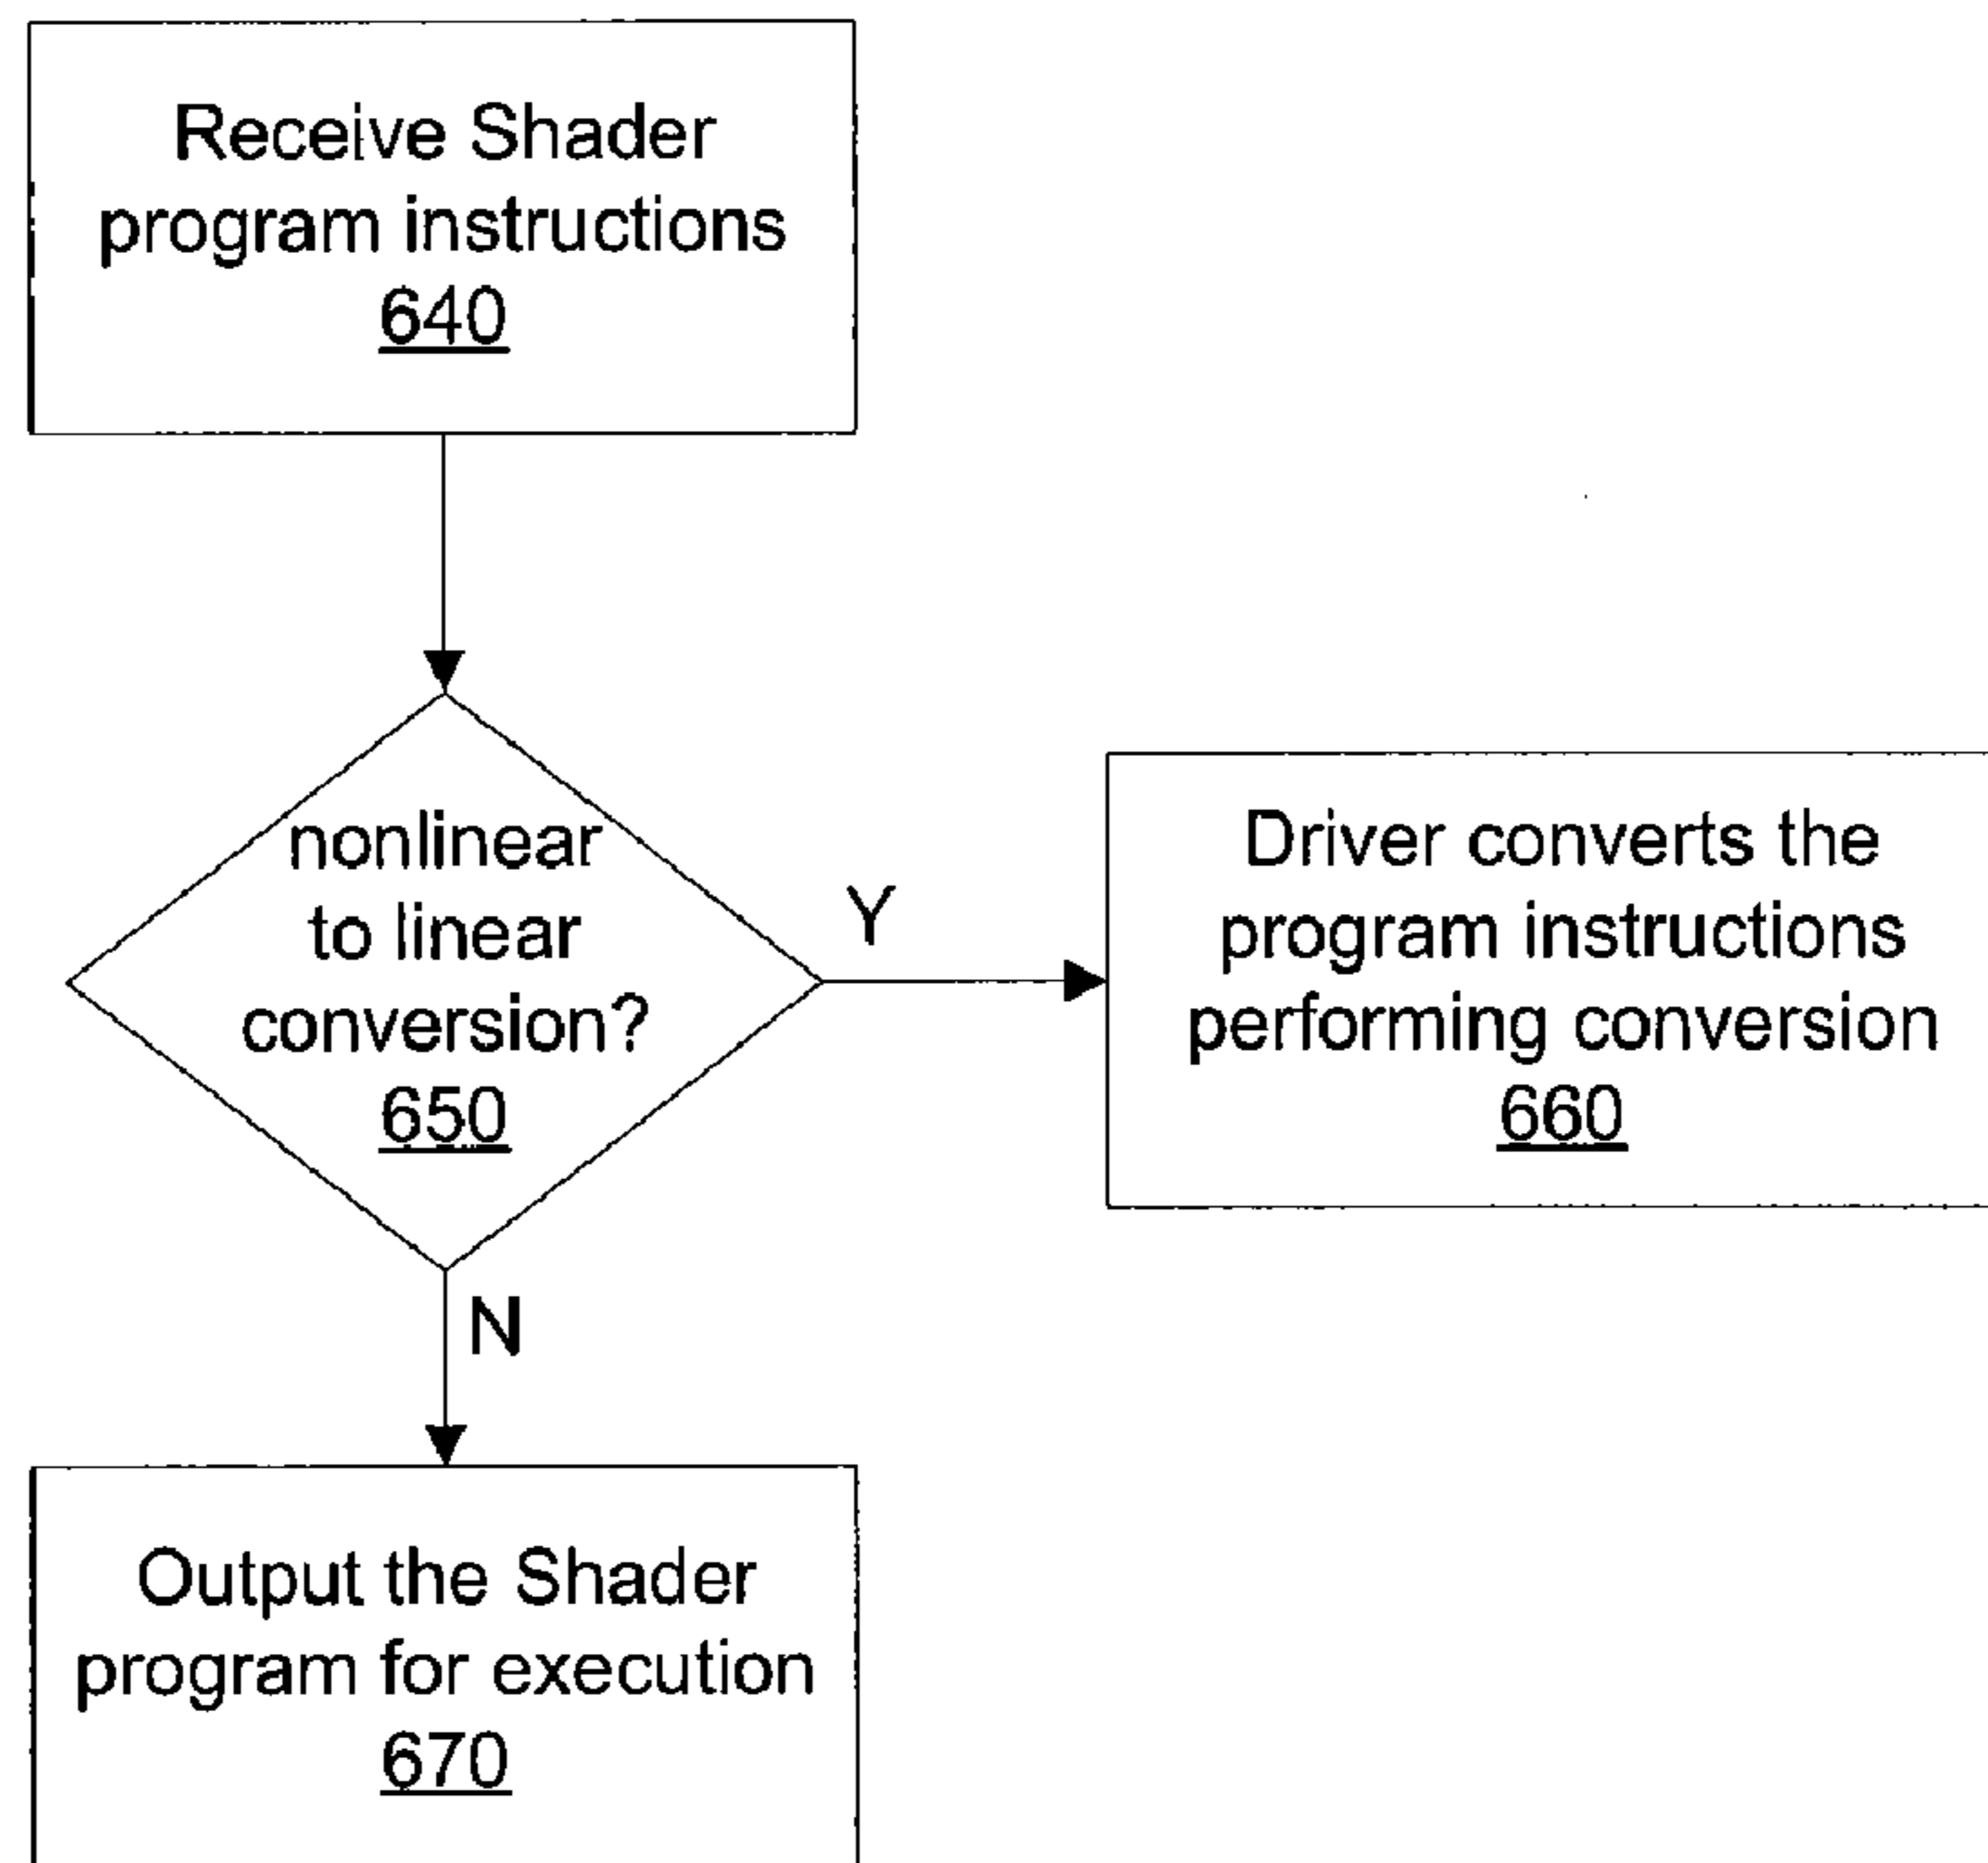 Receive Shader
program instructions
640
nonlinear
to linear
conversion?
650
Y
Driver converts the
program instructions
performing conversion
660
N
Output the Shader
program for execution
670